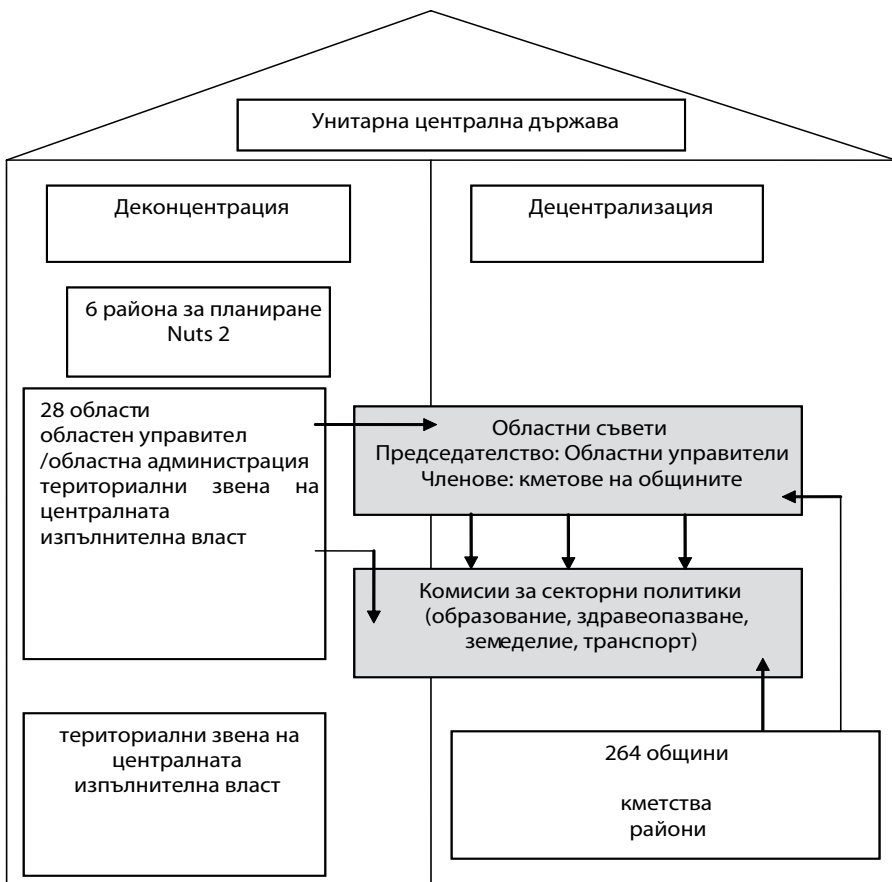 Унитарна централна държава
Деконцентрация
Децентрализация
6 района за планиране
Nuts 2
28 области
областен управител
/областна администрация
териториални звена на
централната
изпълнителна власт
Областни съвети
Председателство: Областни управители
Членове: кметове на общините
Комисии за секторни политики
(образование, здравеопазване,
земеделие, транспорт)
териториални звена на
централната
изпълнителна власт
264 общини
кметства
райони